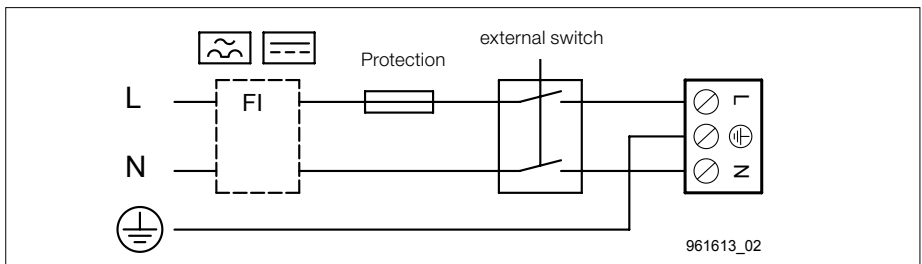 external switch
Protection
L
FI
L
N
N
961613_02